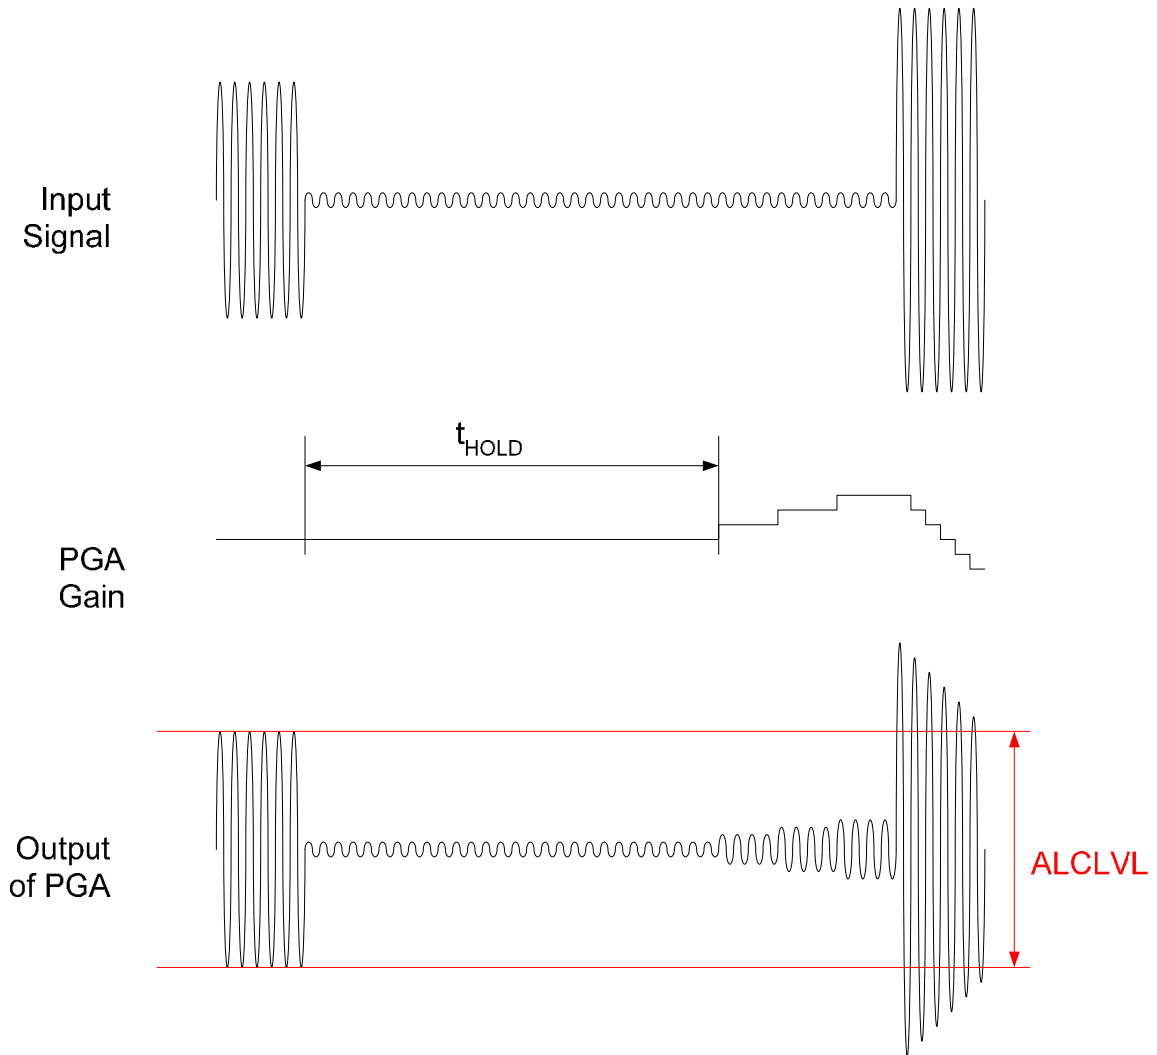 Input
Signal
tHOLD
PGA
Gain
Output
of PGA
ALCLVL